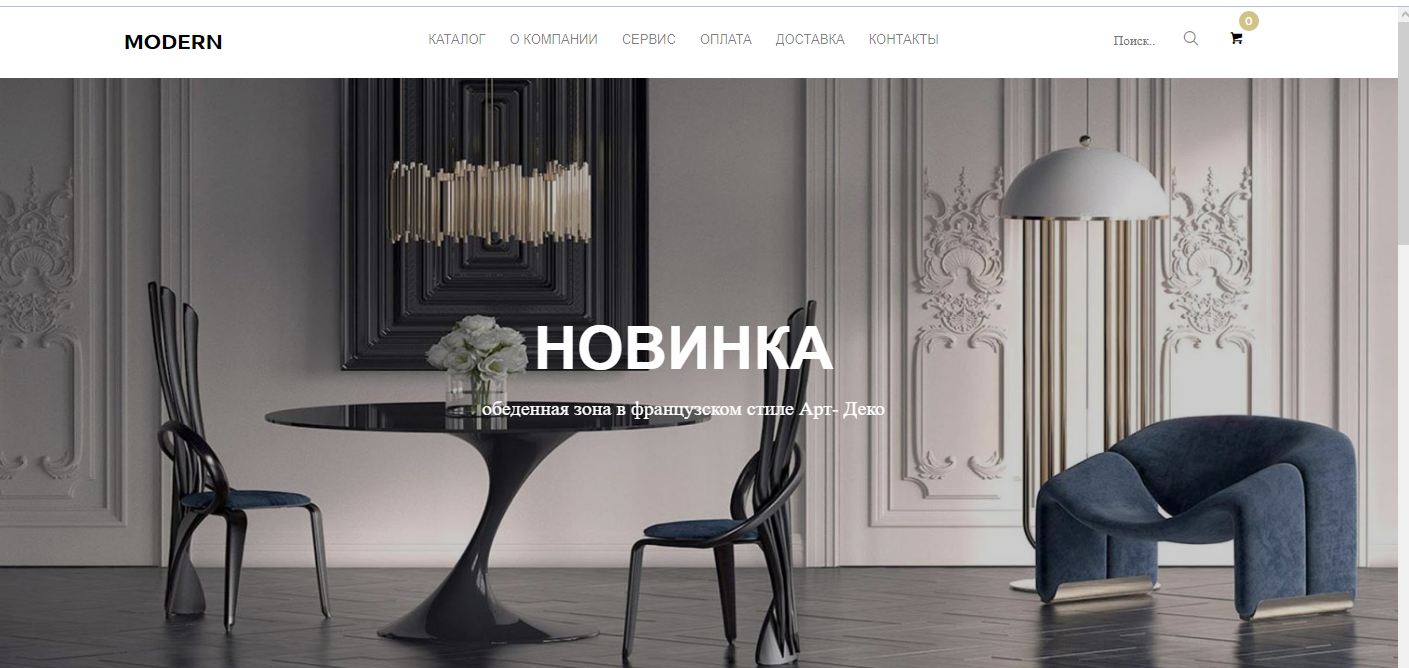 MODERN
КАТАЛОГ О КОМПАНИИ СЕРВИС ОПЛАТА ДОСТАВКА КОНТАКТЫ
Поиск..
0
НОВИНКА
обеденная зона в французском стиле Арт- Деко